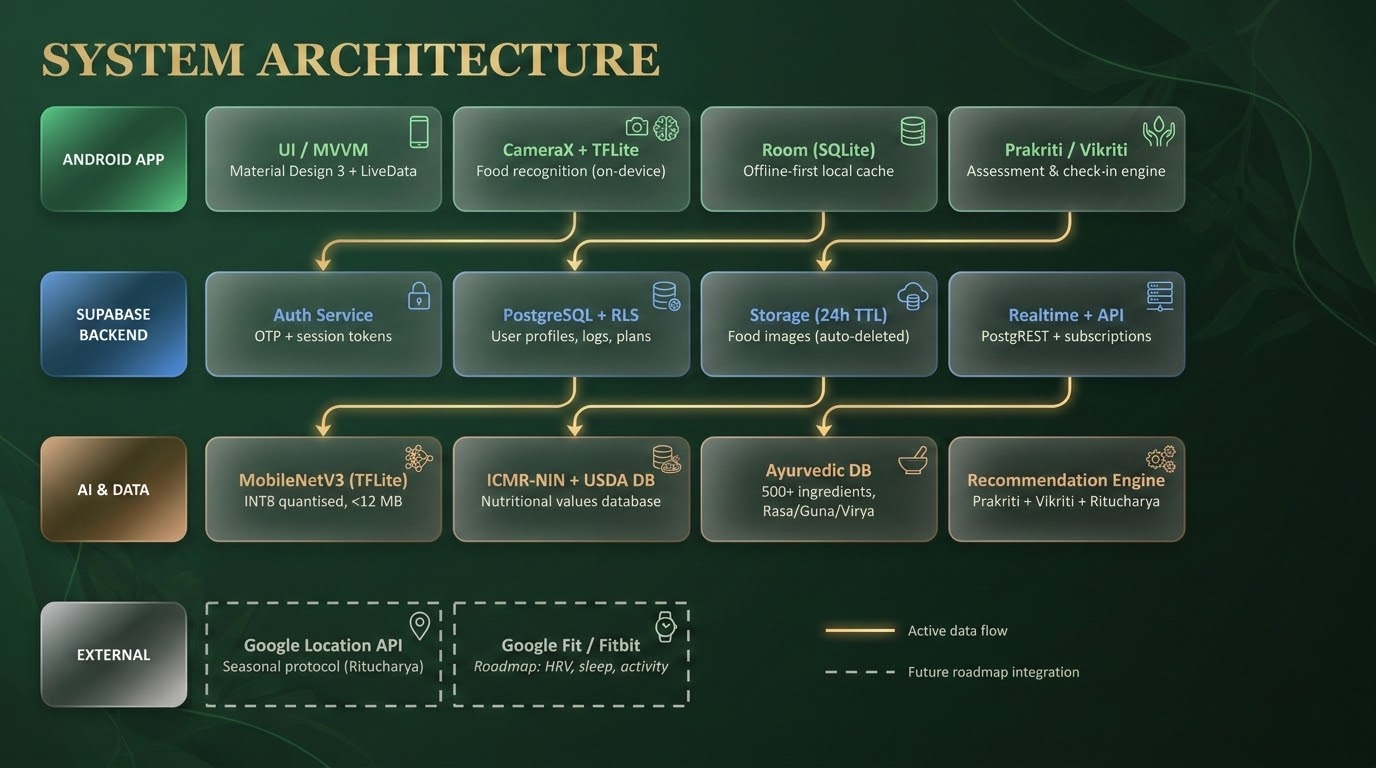 SYSTEM ARCHITECTURE
ANDROID APP
UI / MVVM
Material Design 3 + LiveData
CameraX + TFLite
Food recognition (on-device)
Room (SQLite)
Offline-first local cache
Prakriti / Vikriti
Assessment & check-in engine
SUPABASE
BACKEND
Auth Service
OTP + session tokens
PostgreSQL + RLS
User profiles, logs, plans
Storage (24h TTL)
Food images (auto-deleted)
Realtime + API
PostgREST + subscriptions
AI & DATA
MobileNetV3 (TFLite)
INT8 quantised, <12 MB
ICMR-NIN + USDA DB
Nutritional values database
Ayurvedic DB
500+ ingredients,
Rasa/Guna/Virya
Recommendation Engine
Prakriti + Vikriti + Ritucharya
EXTERNAL
Google Location API
Seasonal protocol (Ritucharya)
Google Fit / Fitbit
Roadmap: HRV, sleep, activity
Active data flow
Future roadmap integration